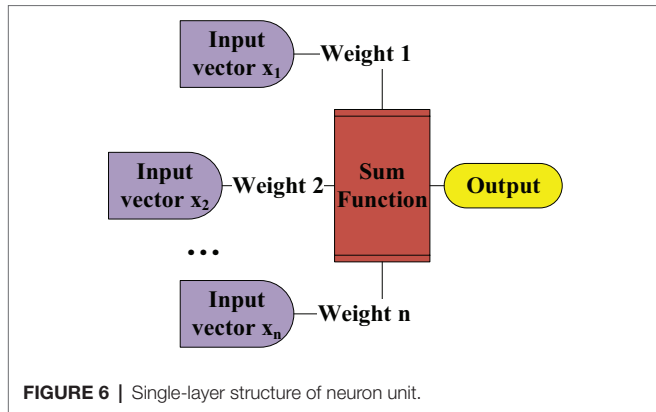 Input
vector x₁
Weight 1
Input
vector x₂
Weight 2
Sum
Function
Output
...
Input
vector xₙ
Weight n
FIGURE 6 | Single-layer structure of neuron unit.